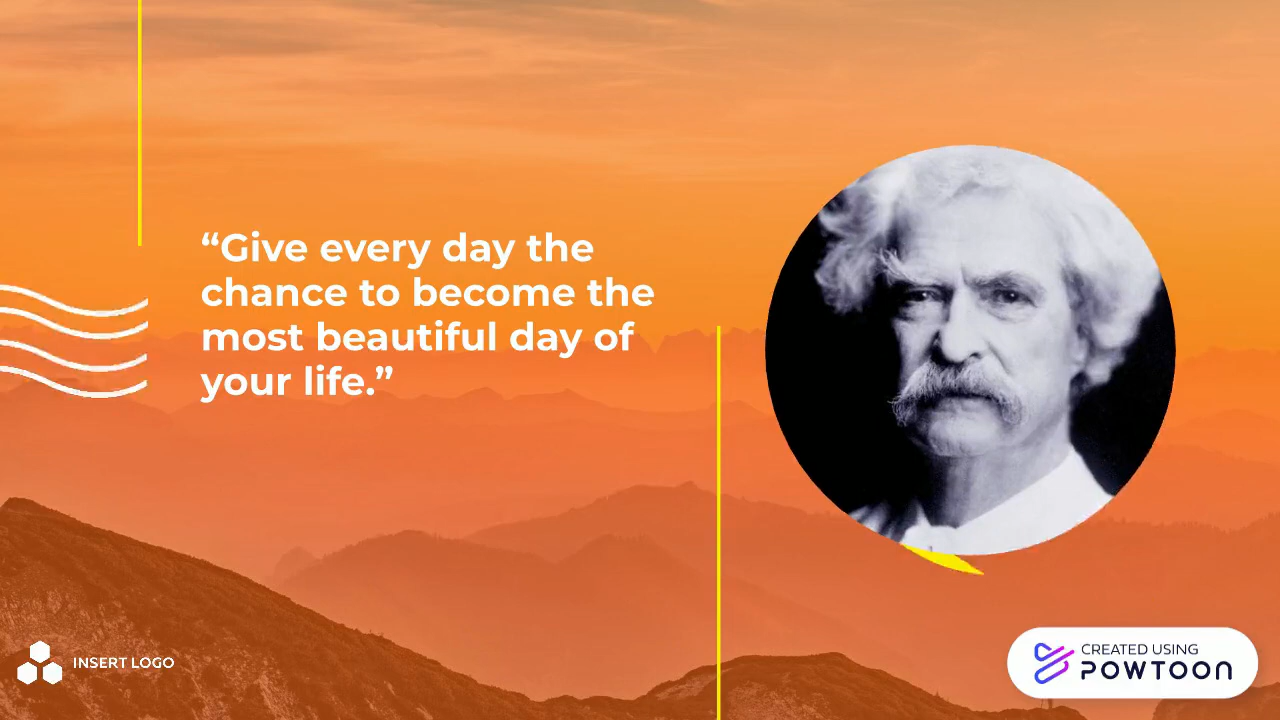 “Give every day the
chance to become the
most beautiful day of
your life.”
INSERT LOGO
CREATED USING
POWTOON